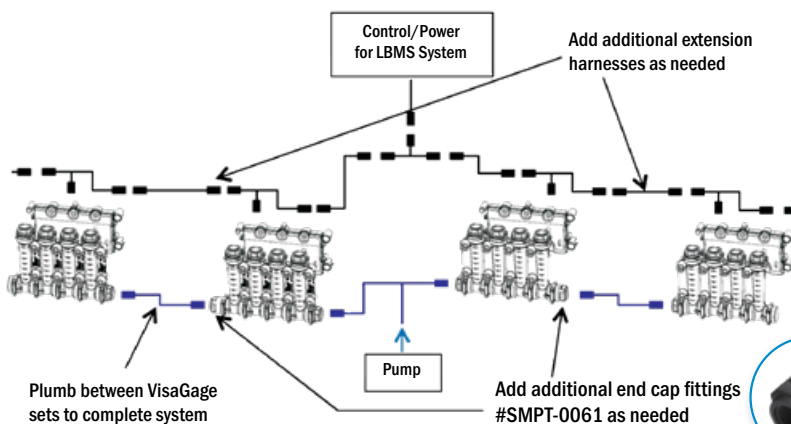 Control/Power
for LBMS System
Add additional extension
harnesses as needed
Pump
Plumb between VisaGage
sets to complete system
Add additional end cap fittings
#SMPT-0061 as needed